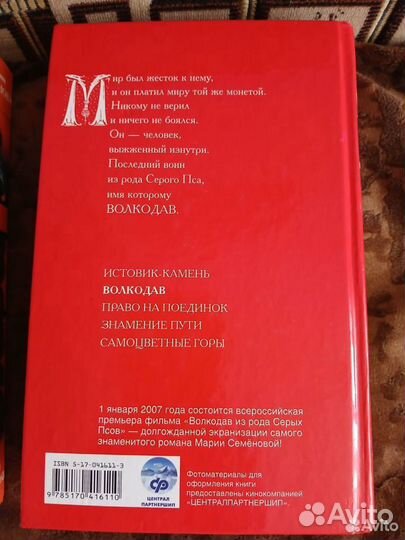 Мир был жесток к нему,
и он платил миру той же монетой.
Никому не верил
и ничего не боялся.
Он — человек,
выжженный изнутри.
Последний воин
из рода Серого Пса,
имя которому
ВОЛКОДАВ.
ИСТОВИК-КАМЕНЬ
ВОЛКОДАВ
ПРАВО НА ПОЕДИНОК
ЗНАМЕНИЕ ПУТИ
САМОЦВЕТНЫЕ ГОРЫ
1 января 2007 года состоится всероссийская
премьера фильма «Волкодав из рода Серых
Псов» — долгожданной экранизации самого
знаменитого романа Марии Семёновой!
ISBN 5-17-041611-3
9 785170 416110
ЦЕНТРАЛ
ПАРТНЕРШИП
Фотоматериалы для
оформления книги
предоставлены кинокомпанией
«ЦЕНТРАЛПАРТНЕРШИП».
Avito